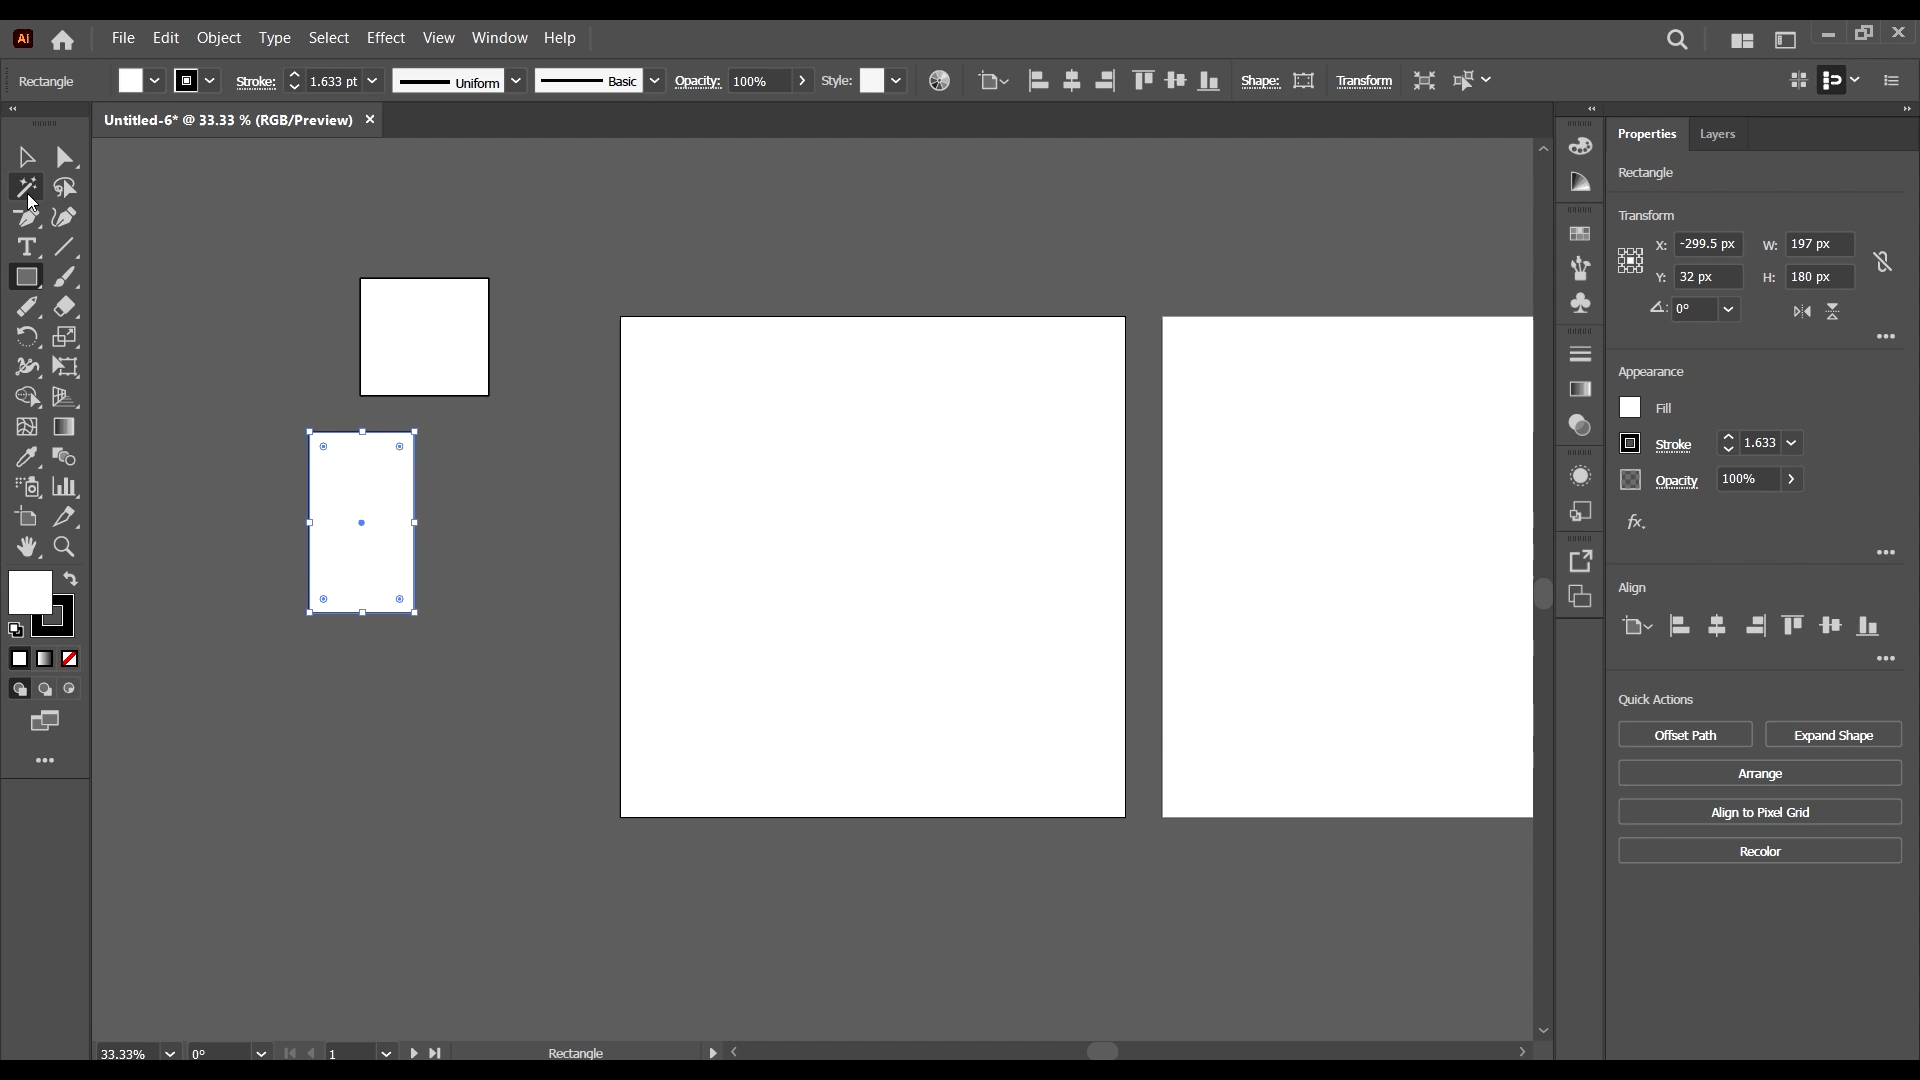 Ai File Edit Object Type Select Effect View Window Help
Rectangle Stroke: 1.633 pt Uniform Basic Opacity: 100% Style: Shape: Transform
Untitled-6* @ 33.33 % (RGB/Preview) ×
Properties Layers
Rectangle
Transform
X: -299.5 px W: 197 px
Y: 32 px H: 180 px
0°
Appearance
Fill
Stroke 1.633
Opacity 100%
fx.
Align
Quick Actions
Offset Path Expand Shape
Arrange
Align to Pixel Grid
Recolor
33.33% 0° 1 Rectangle